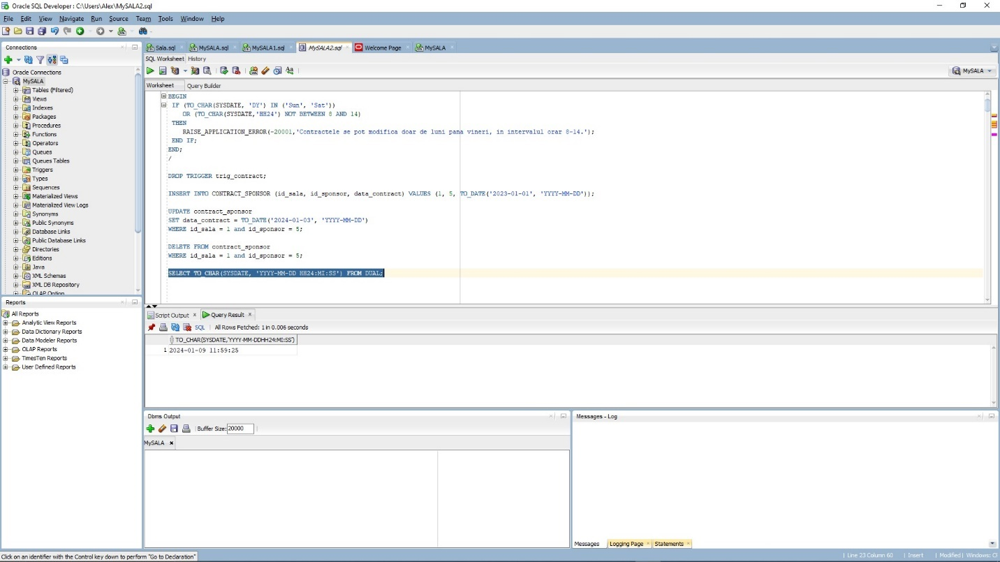 Oracle SQL Developer : C:\Users\Alex\MySALA2.sql
File Edit View Navigate Run Source Team Tools Window Help
Connections
Oracle Connections
MySALA
Tables (Filtered)
Views
Indexes
Packages
Procedures
Functions
Operators
Queues
Queues Tables
Triggers
Types
Sequences
Materialized Views
Materialized View Logs
Synonyms
Public Synonyms
Database Links
Public Database Links
Directories
Editions
Java
XML Schemas
XML DB Repository
OLAP Option
Reports
All Reports
Analytic View Reports
Data Dictionary Reports
Data Modeler Reports
OLAP Reports
TimesTen Reports
User Defined Reports
Sala.sql MySALA.sql MySALA1.sql MySALA2.sql Welcome Page MySALA
SQL Worksheet History
MySALA
Worksheet Query Builder
BEGIN
IF (TO_CHAR(SYSDATE, 'DY') IN ('Sun', 'Sat'))
OR (TO_CHAR(SYSDATE,'HH24') NOT BETWEEN 8 AND 14)
THEN
RAISE_APPLICATION_ERROR(-20001,'Contractele se pot modifica doar de luni pana vineri, in intervalul orar 8-14.');
END IF;
END;
/
DROP TRIGGER trig_contract;
INSERT INTO CONTRACT_SPONSOR (id_sala, id_sponsor, data_contract) VALUES (1, 5, TO_DATE('2023-01-01', 'YYYY-MM-DD'));
UPDATE contract_sponsor
SET data_contract = TO_DATE('2024-01-03', 'YYYY-MM-DD')
WHERE id_sala = 1 and id_sponsor = 5;
DELETE FROM contract_sponsor
WHERE id_sala = 1 and id_sponsor = 5;
SELECT TO_CHAR(SYSDATE, 'YYYY-MM-DD HH24:MI:SS') FROM DUAL;
Script Output Query Result
SQL All Rows Fetched: 1 in 0.006 seconds
TO_CHAR(SYSDATE,'YYYY-MM-DDHH24:MI:SS')
1 2024-01-09 11:59:25
Dbms Output
Buffer Size: 20000
MySALA
Messages - Log
Messages Logging Page Statements
Click on an identifier with the Control key down to perform "Go to Declaration"
Line 23 Column 60 Insert Modified Windows: CI